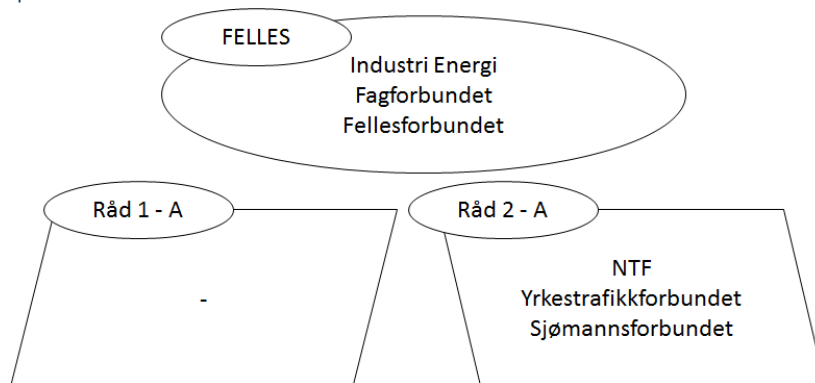 FELLES
Industri Energi
Fagforbundet
Fellesforbundet
Råd 1 - A
Råd 2 - A
-
NTF
Yrkestrafikkforbundet
Sjømannsforbundet